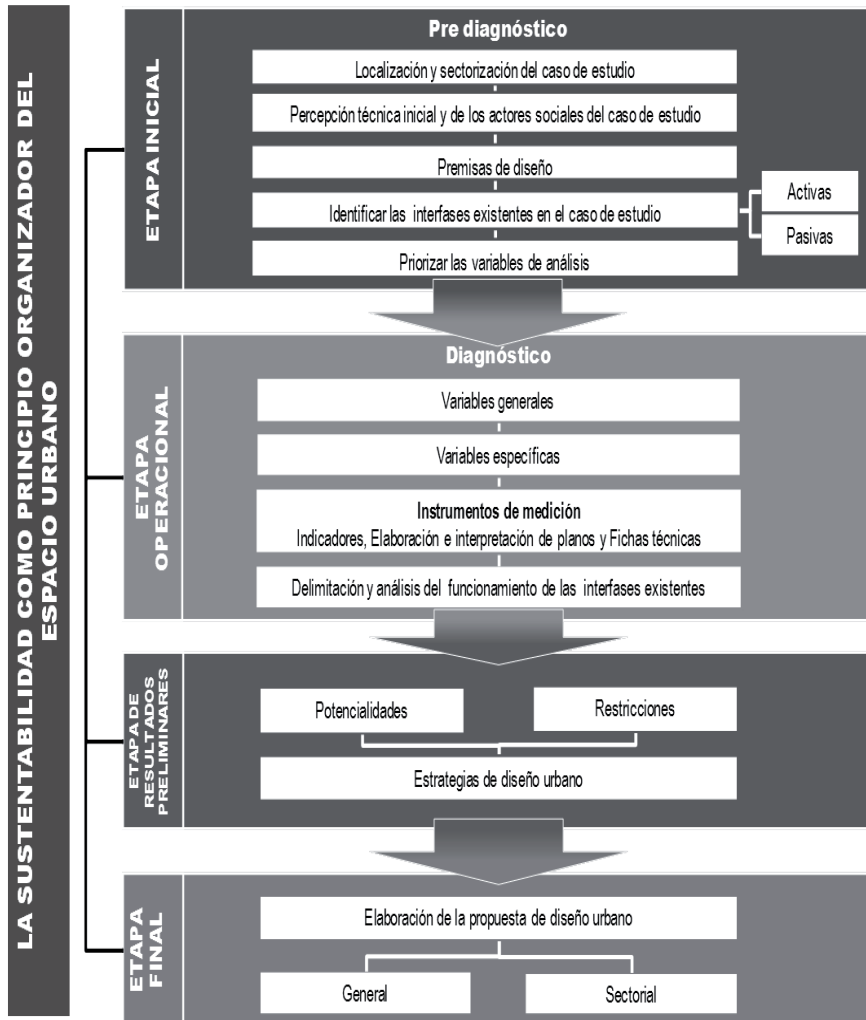 LA SUSTENTABILIDAD COMO PRINCIPIO ORGANIZADOR DEL
ESPACIO URBANO
ETAPA INICIAL
Pre diagnóstico
Localización y sectorización del caso de estudio
Percepción técnica inicial y de los actores sociales del caso de estudio
Premisas de diseño
Identificar las interfases existentes en el caso de estudio
Activas
Pasivas
Priorizar las variables de análisis
ETAPA
OPERACIONAL
Diagnóstico
Variables generales
Variables específicas
Instrumentos de medición
Indicadores, Elaboración e interpretación de planos y Fichas técnicas
Delimitación y análisis del funcionamiento de las interfases existentes
ETAPA DE
RESULTADOS
PRELIMINARES
Potencialidades
Restricciones
Estrategias de diseño urbano
ETAPA
FINAL
Elaboración de la propuesta de diseño urbano
General
Sectorial